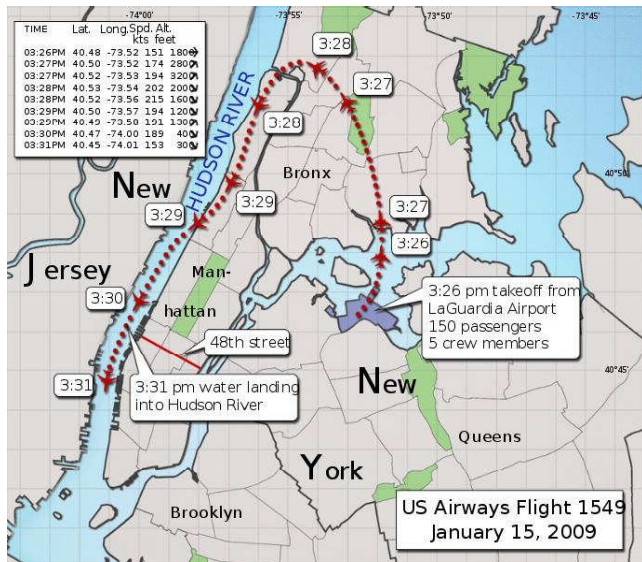 -74°00' -73°55' -73°50' -73°45'
TIME Lat. Long. Spd. Alt.
kts feet
03:26PM 40.48 -73.52 151 1800
03:27PM 40.50 -73.52 174 2800
03:27PM 40.52 -73.53 194 3200
03:28PM 40.53 -73.54 202 2000
03:28PM 40.52 -73.56 215 1600
03:29PM 40.50 -73.57 194 1200
03:29PM 40.49 -73.58 191 1300
03:30PM 40.47 -74.00 189 400
03:31PM 40.45 -74.01 153 300
3:28
3:27
HUDSON RIVER
3:28
Bronx
40°50'
New
3:29
3:29
3:27
3:26
Jersey
Man-
hattan
3:30
3:26 pm takeoff from
LaGuardia Airport
150 passengers
5 crew members
48th street
3:31
3:31 pm water landing
into Hudson River
New
40°45'
Queens
York
Brooklyn
US Airways Flight 1549
January 15, 2009